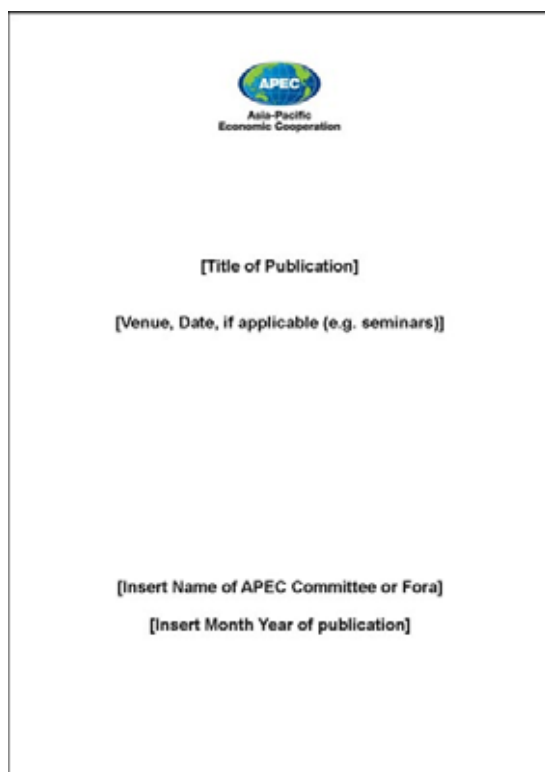 APEC
Asia-Pacific
Economic Cooperation
[Title of Publication]
[Venue, Date, if applicable (e.g. seminars)]
[Insert Name of APEC Committee or Fora]
[Insert Month Year of publication]